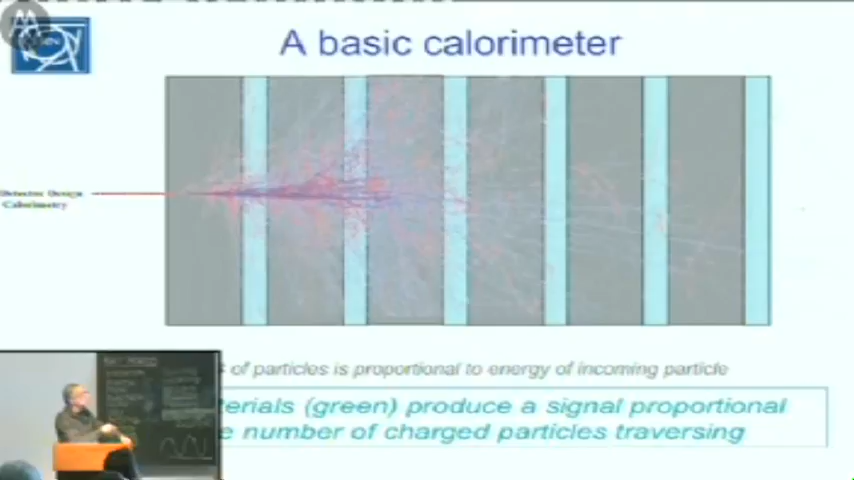 A basic calorimeter
Detector Design
Calorimetry
of particles is proportional to energy of incoming particle
terials (green) produce a signal proportional
e number of charged particles traversing